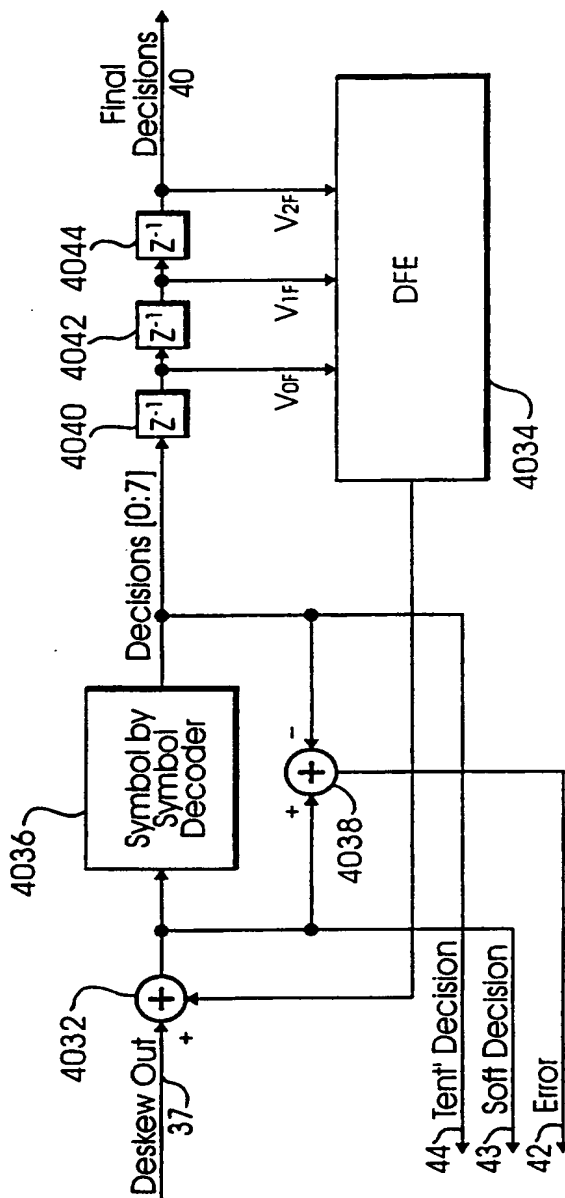 Deskew Out
37
4032
+
+
4036
Symbol by
Symbol
Decoder
Decisions [0:7]
4040
Z-1
4042
Z-1
4044
Z-1
Final
Decisions
40
V0F
V1F
V2F
DFE
4034
+
-
+
4038
44 Tent' Decision
43 Soft Decision
42 Error